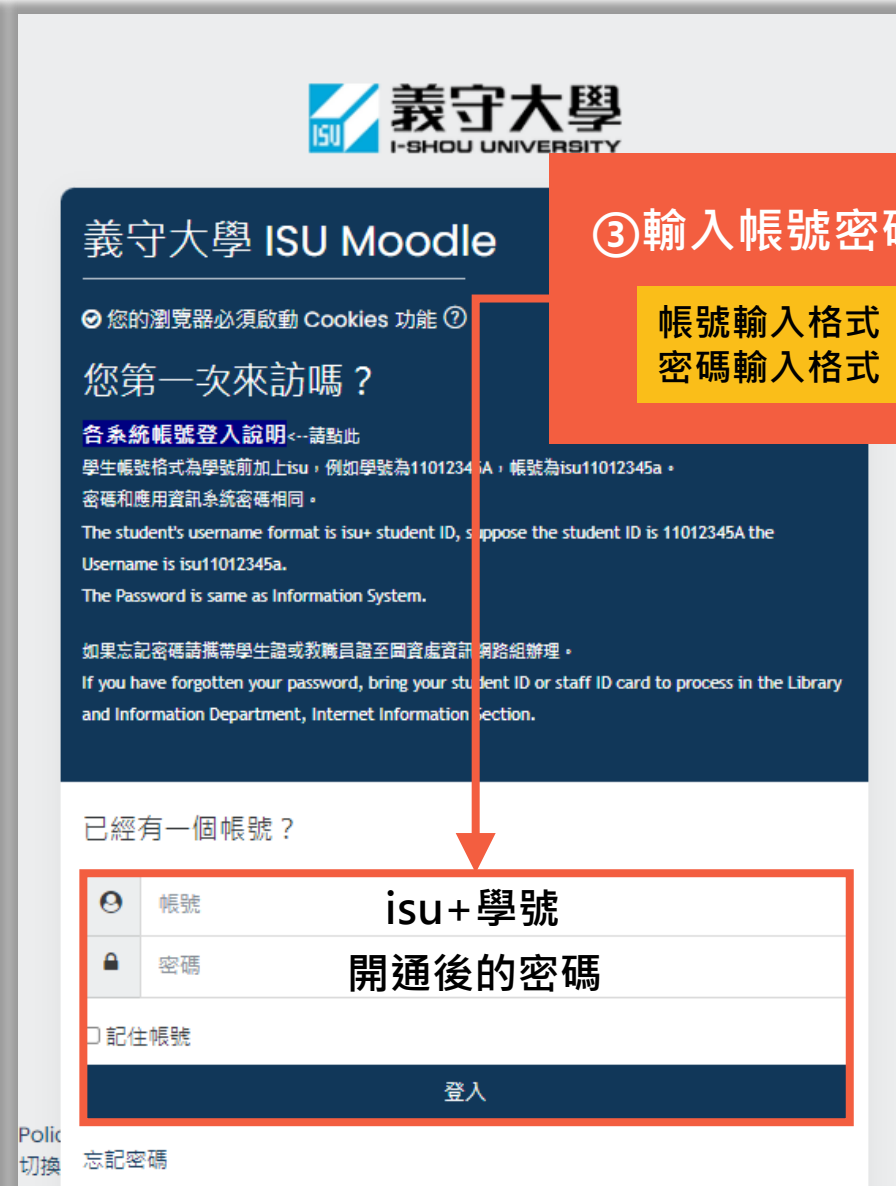 ISU
義守大學
I-SHOU UNIVERSITY
③輸入帳號密碼
帳號輸入格式
密碼輸入格式
義守大學 ISU Moodle
您的瀏覽器必須啟動 Cookies 功能
您第一次來訪嗎？
各系統帳號登入說明<--請點此
學生帳號格式為學號前加上isu，例如學號為11012345A，帳號為isu11012345a。
密碼和應用資訊系統密碼相同。
The student's username format is isu+ student ID, suppose the student ID is 11012345A the
Username is isu11012345a.
The Password is same as Information System.
如果忘記密碼請攜帶學生證或教職員證至圖資處資訊網路組辦理。
If you have forgotten your password, bring your student ID or staff ID card to process in the Library
and Information Department, Internet Information Section.
已經有一個帳號？
帳號 isu+學號
密碼 開通後的密碼
記住帳號
登入
忘記密碼
切換